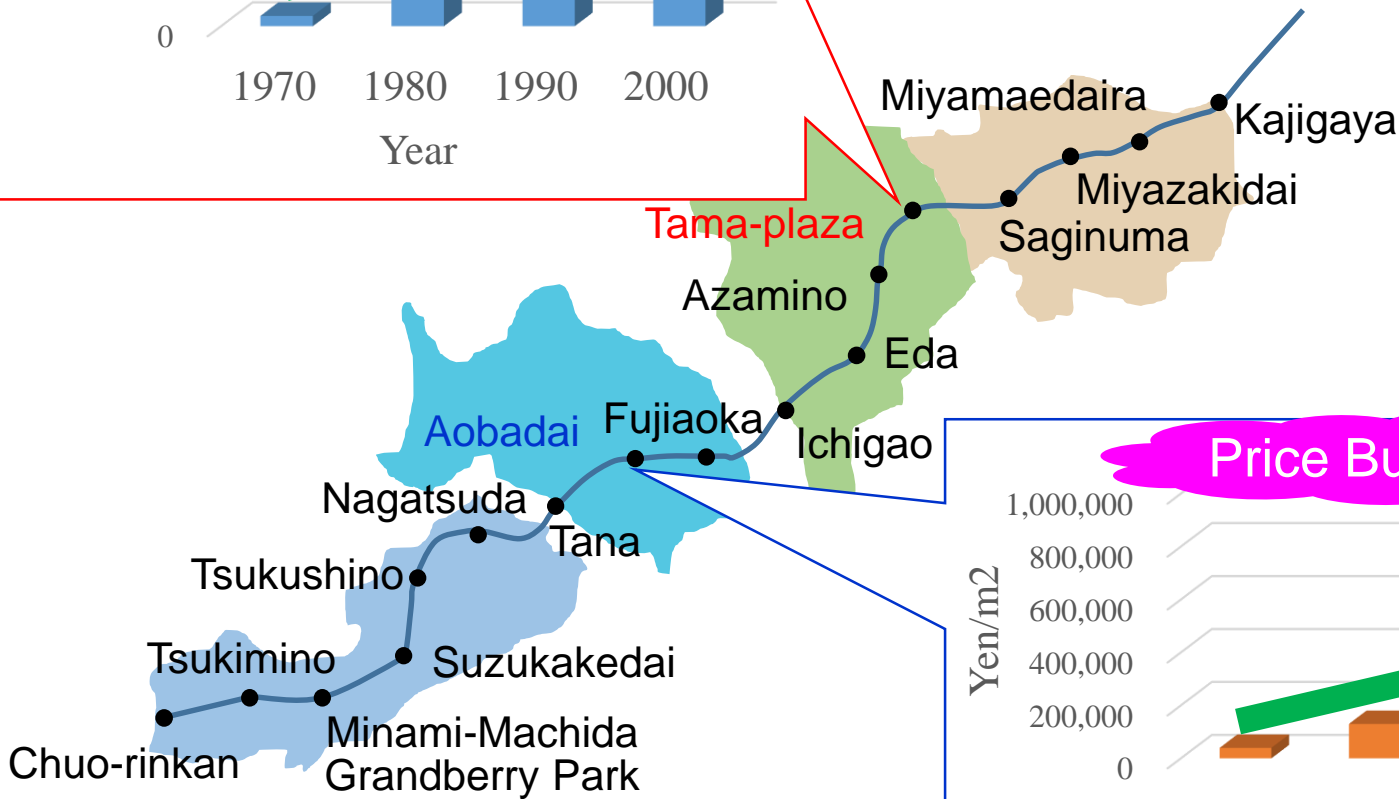 0
1970 1980 1990 2000
Year
Miyamaedaira
Kajigaya
Miyazakidai
Saginuma
Tama-plaza
Azamino
Eda
Fujiaoka
Aobadai
Ichigao
Nagatsuda
Tana
Tsukushino
Tsukimino
Suzukakedai
Minami-Machida
Grandberry Park
Chuo-rinkan
Price Bu
1,000,000
800,000
600,000
400,000
200,000
0
Yen/m2